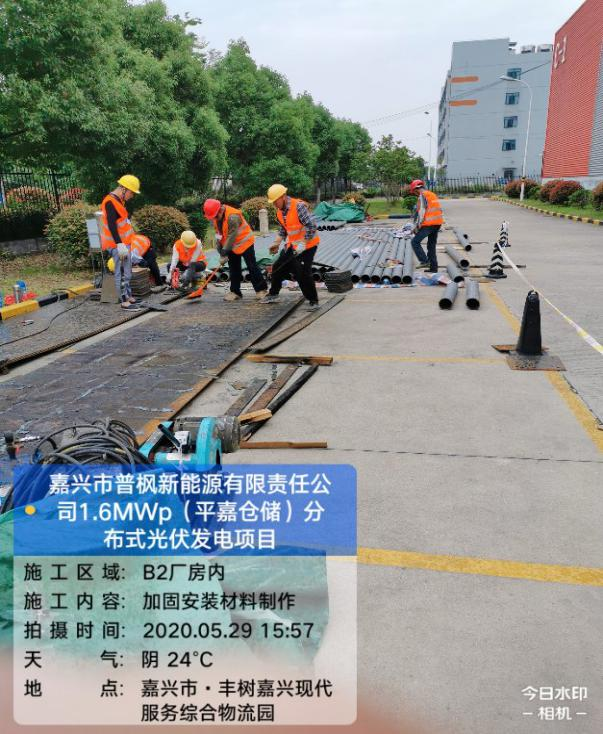 C-1
嘉兴市普枫新能源有限责任公
司1.6MWp（平嘉仓储）分
布式光伏发电项目
施工区域： B2厂房内
施工内容： 加固安装材料制作
拍摄时间： 2020.05.29 15:57
天 气： 阴 24°C
地 点： 嘉兴市·丰树嘉兴现代
服务综合物流园
今日水印
－相机－